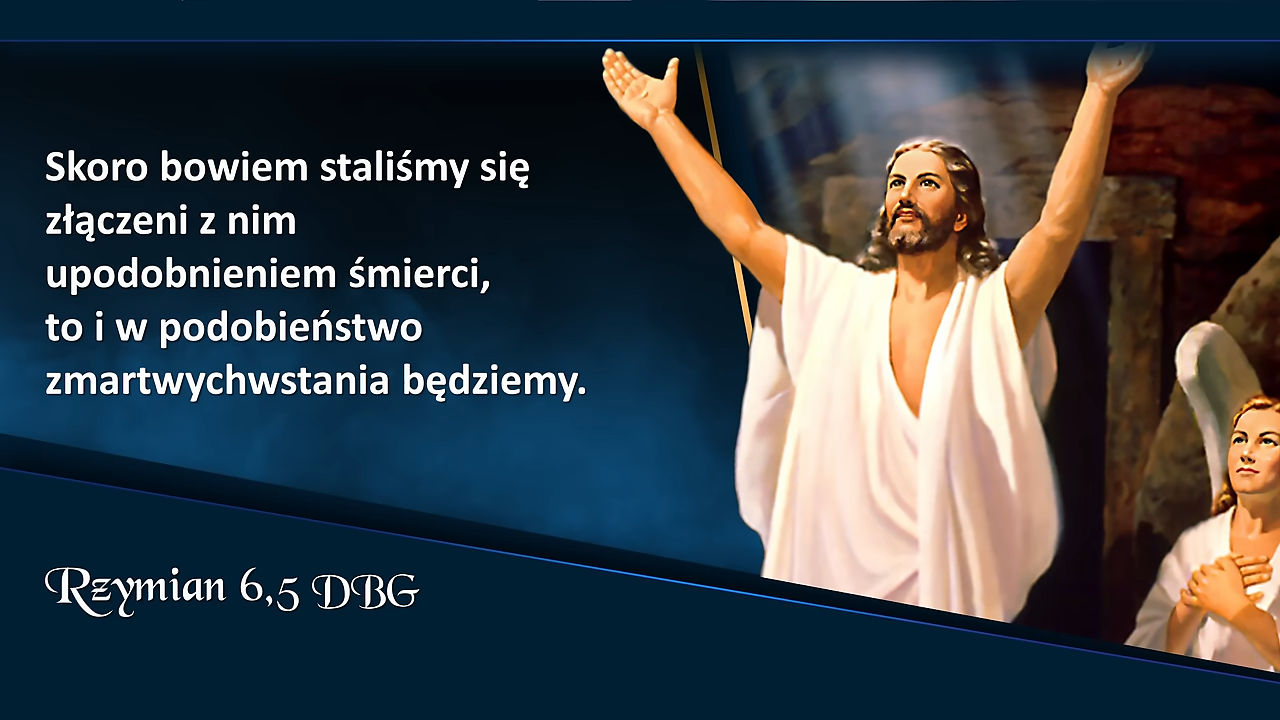 Skoro bowiem staliśmy się
złączeni z nim
upodobnieniem śmierci,
to i w podobieństwo
zmartwychwstania będziemy.
Rzymian 6,5 DBG